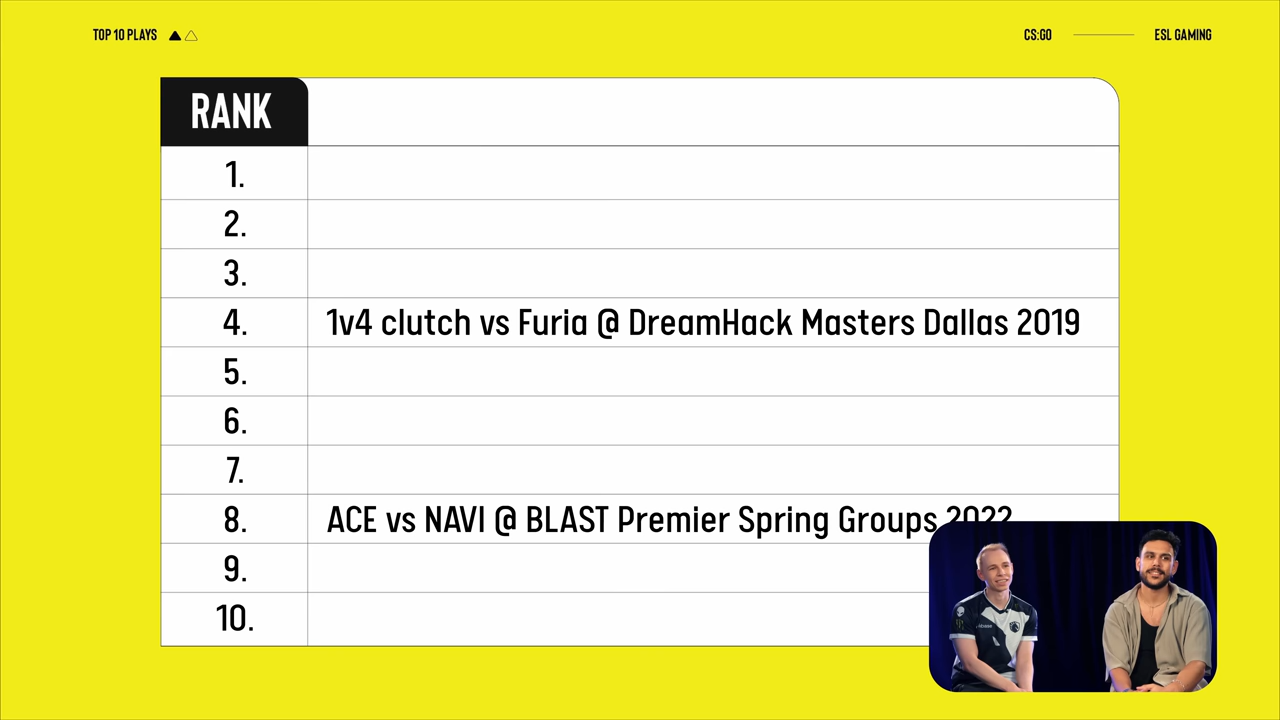 TOP 10 PLAYS
CS:GO
ESL GAMING
RANK
1.
2.
3.
4. 1v4 clutch vs Furia @ DreamHack Masters Dallas 2019
5.
6.
7.
8. ACE vs NAVI @ BLAST Premier Spring Groups 2022
9.
10.